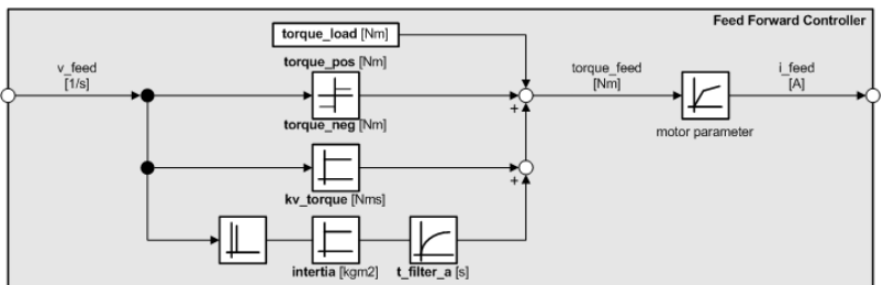 Feed Forward Controller
torque_load [Nm]
v_feed
[1/s]
torque_pos [Nm]
torque_feed
[Nm]
i_feed
[A]
+
torque_neg [Nm]
motor parameter
+
kv_torque [Nms]
intertia [kgm2]
t_filter_a [s]